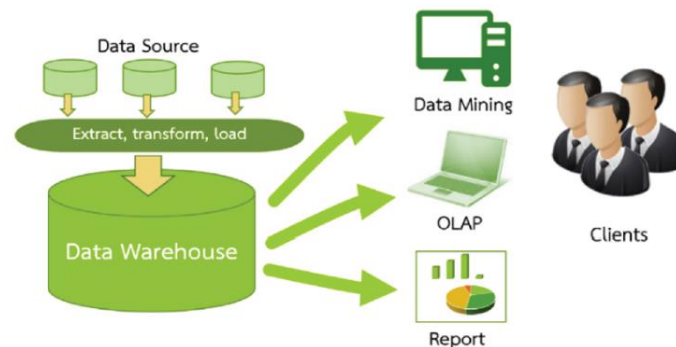 Data Source
Extract, transform, load
Data Warehouse
Data Mining
OLAP
Report
Clients